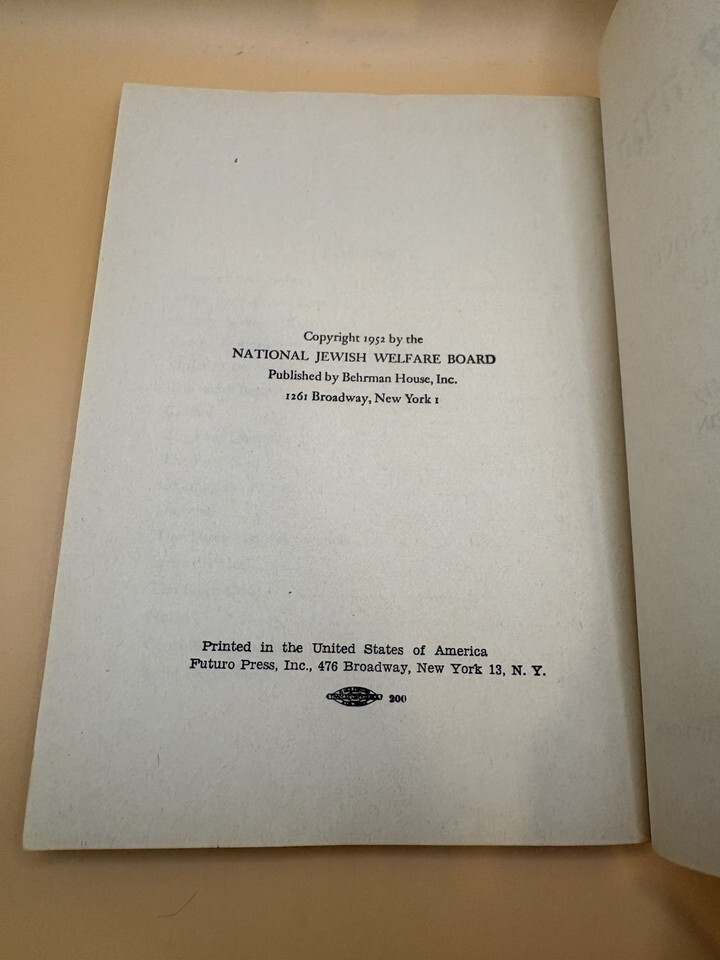 Copyright 1952 by the
NATIONAL JEWISH WELFARE BOARD
Published by Behrman House, Inc.
1261 Broadway, New York 1
Printed in the United States of America
Futuro Press, Inc., 476 Broadway, New York 13, N. Y.
200